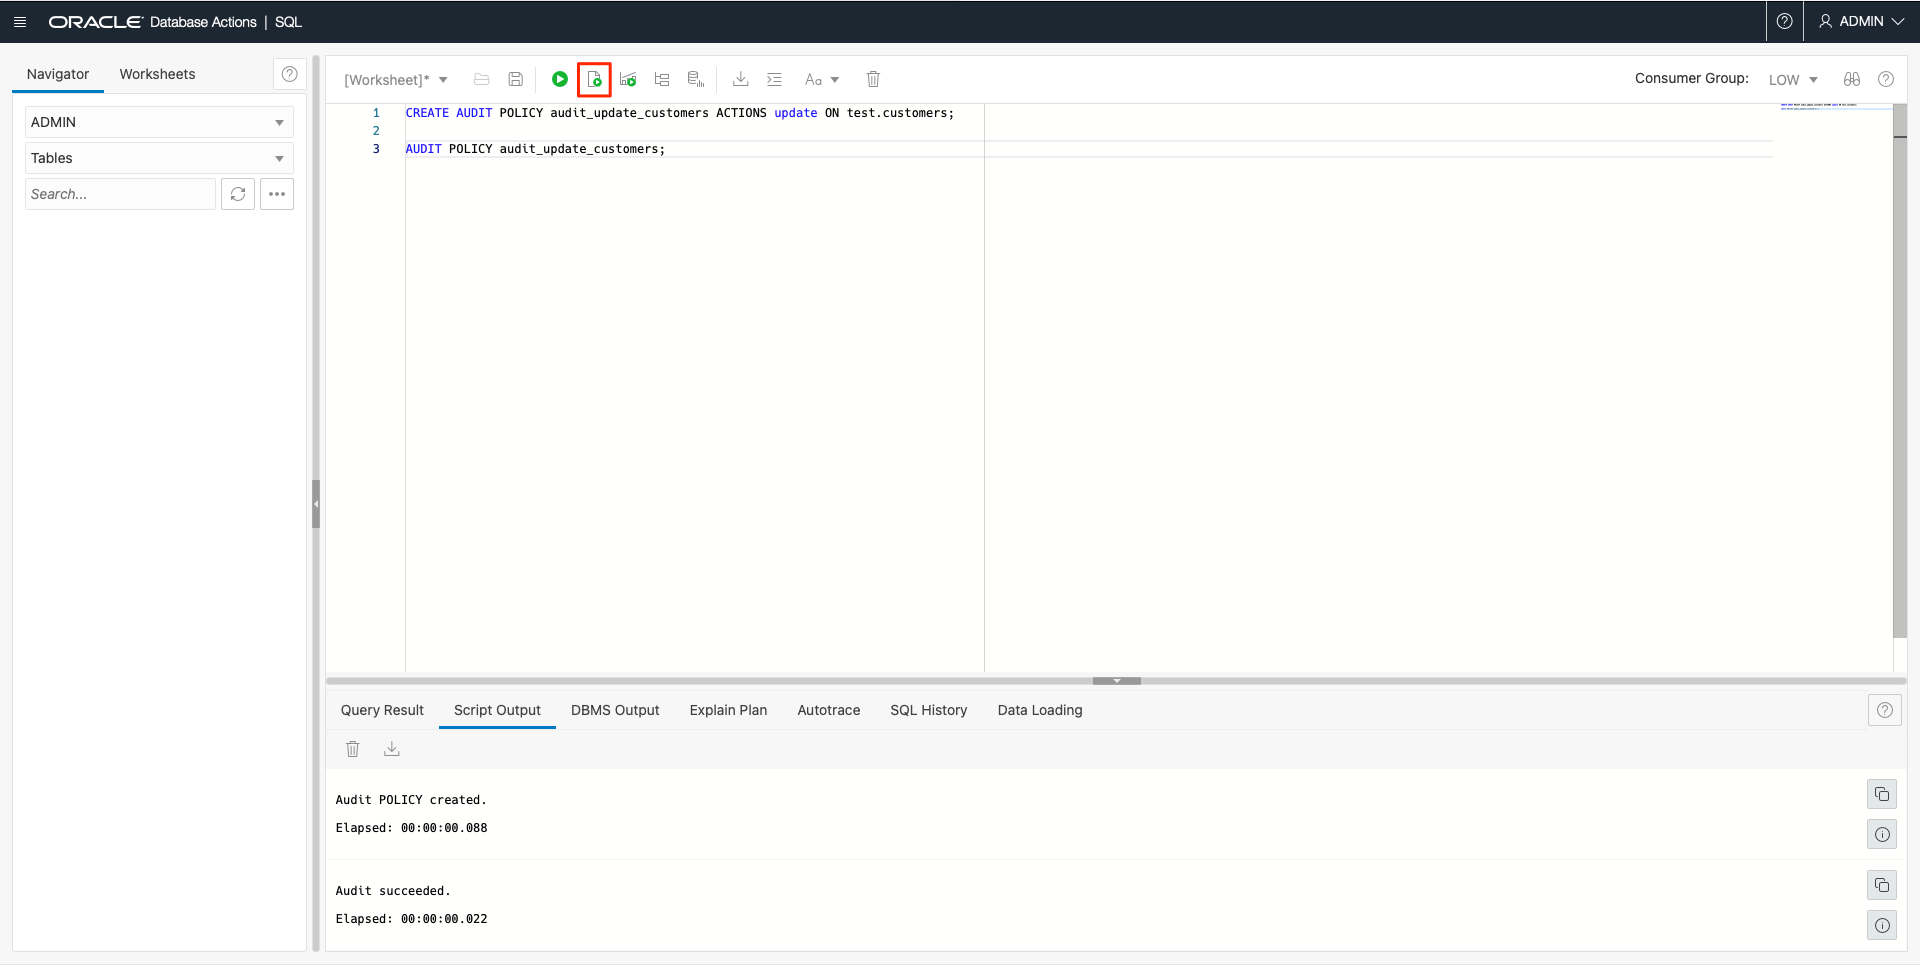 ORACLE Database Actions | SQL
ADMIN
Navigator
Worksheets
ADMIN
Tables
Search...
[Worksheet]*
Aa
Consumer Group:
LOW
1 CREATE AUDIT POLICY audit_update_customers ACTIONS update ON test.customers;
2
3 AUDIT POLICY audit_update_customers;
Query Result
Script Output
DBMS Output
Explain Plan
Autotrace
SQL History
Data Loading
Audit POLICY created.
Elapsed: 00:00:00.088
Audit succeeded.
Elapsed: 00:00:00.022